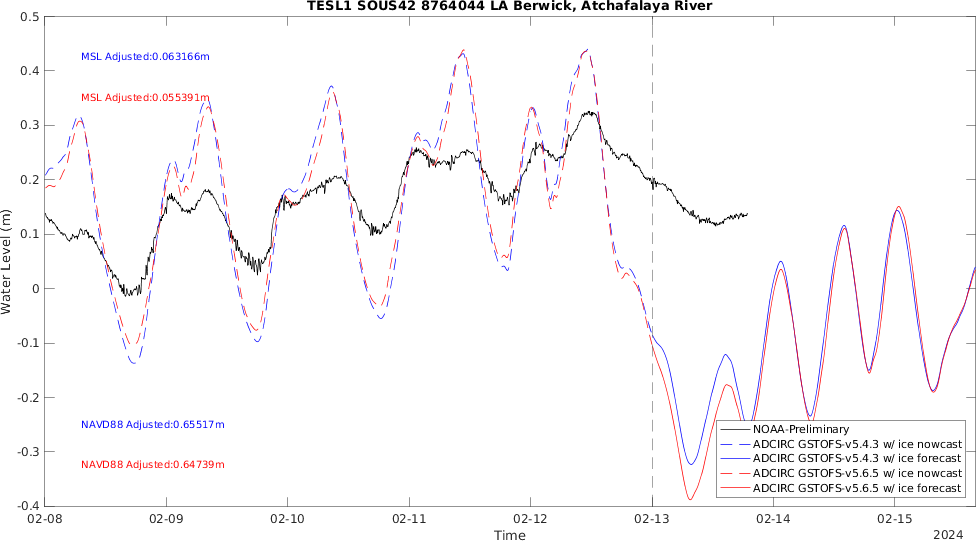 TESL1 SOUS42 8764044 LA Berwick, Atchafalaya River
0.5
0.4
0.3
0.2
0.1
0
-0.1
-0.2
-0.3
-0.4
Water Level (m)
MSL Adjusted:0.063166m
MSL Adjusted:0.055391m
NAVD88 Adjusted:0.65517m
NAVD88 Adjusted:0.64739m
NOAA-Preliminary
ADCIRC GSTOFS-v5.4.3 w/ ice nowcast
ADCIRC GSTOFS-v5.4.3 w/ ice forecast
ADCIRC GSTOFS-v5.6.5 w/ ice nowcast
ADCIRC GSTOFS-v5.6.5 w/ ice forecast
02-08 02-09 02-10 02-11 02-12 02-13 02-14 02-15
Time
2024